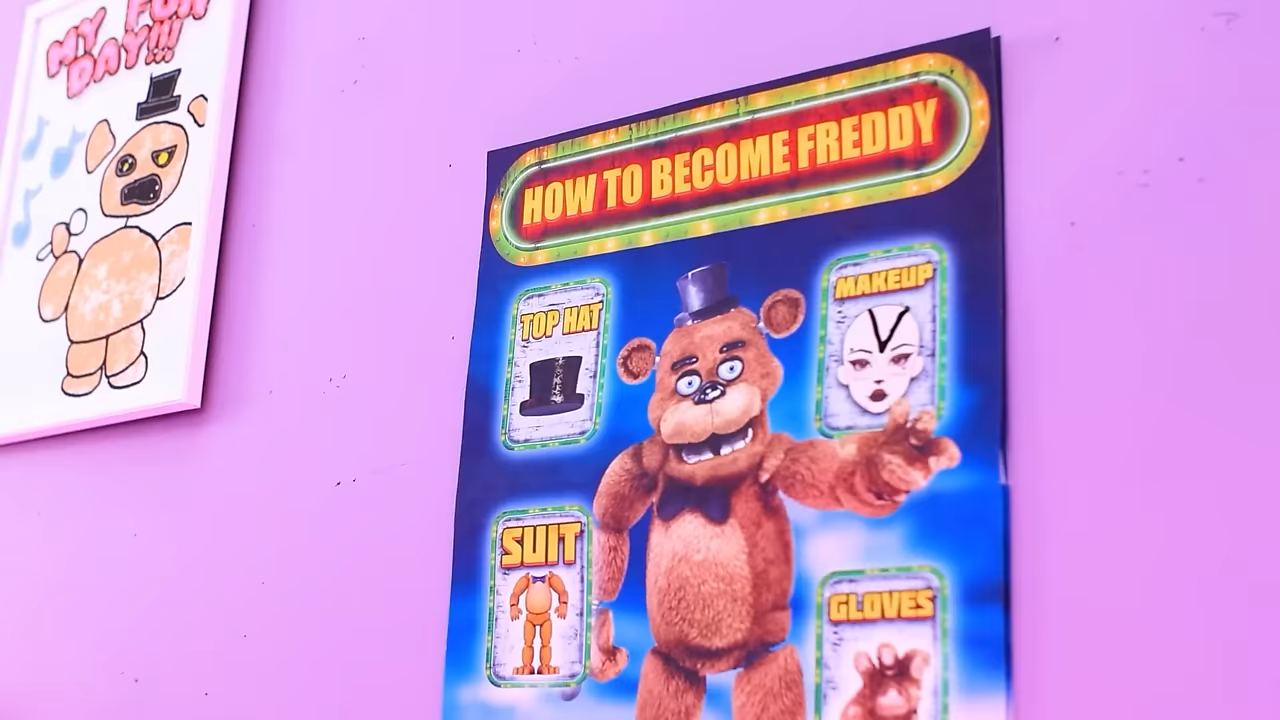 MY FUN
DAY!!!
HOW TO BECOME FREDDY
TOP HAT
MAKEUP
SUIT
GLOVES